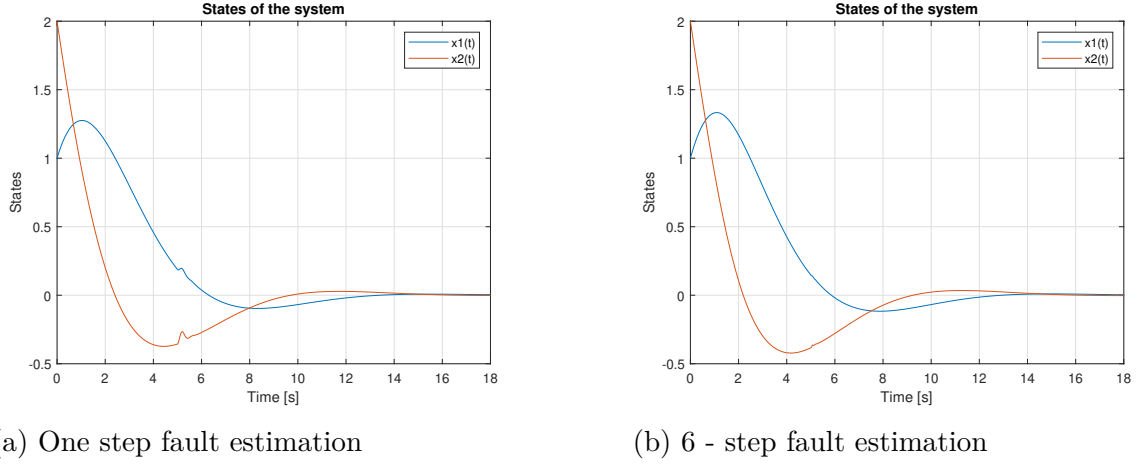 States of the system
2
1.5
1
0.5
0
-0.5
States
0 2 4 6 8 10 12 14 16 18
Time [s]
x1(t)
x2(t)
(a) One step fault estimation
States of the system
2
1.5
1
0.5
0
-0.5
States
0 2 4 6 8 10 12 14 16 18
Time [s]
x1(t)
x2(t)
(b) 6 - step fault estimation